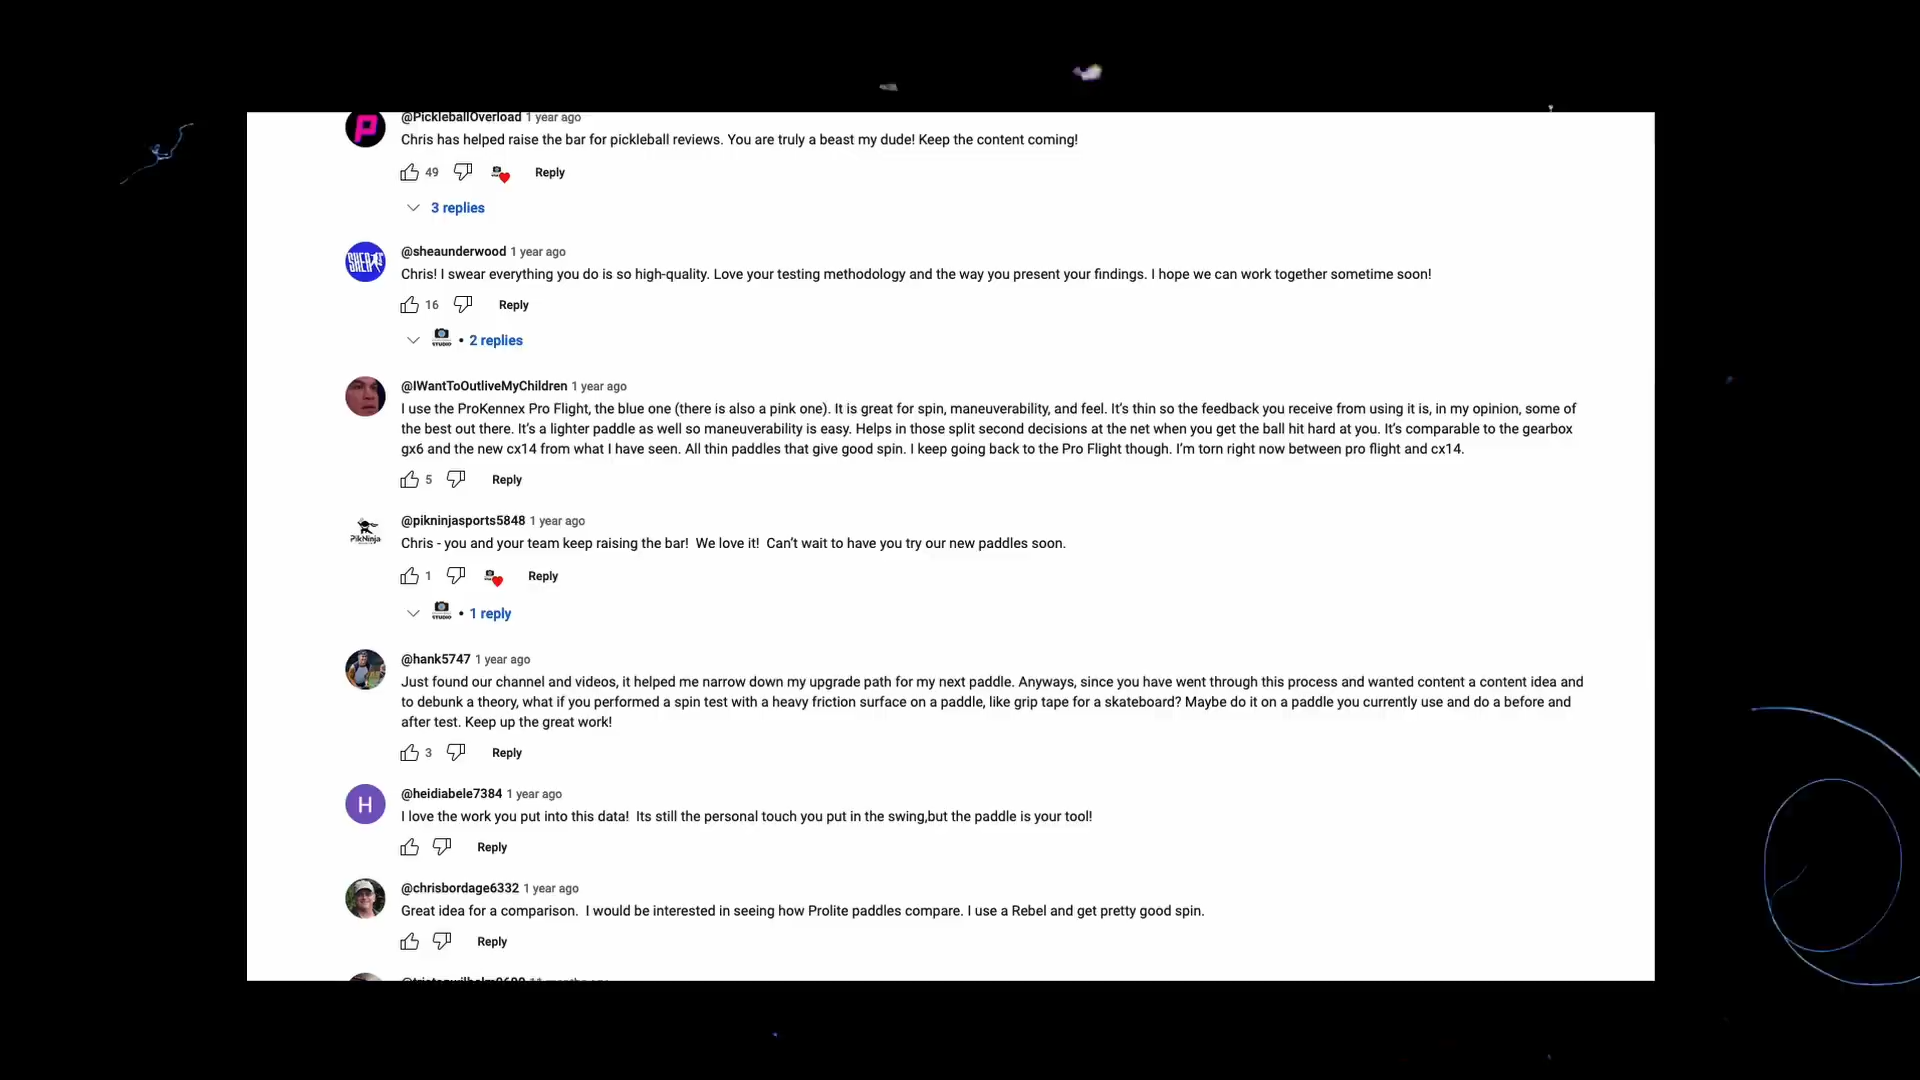 @PickleballOverload 1 year ago
Chris has helped raise the bar for pickleball reviews. You are truly a beast my dude! Keep the content coming!
49 Reply
3 replies
SHEA
@sheaunderwood 1 year ago
Chris! I swear everything you do is so high-quality. Love your testing methodology and the way you present your findings. I hope we can work together sometime soon!
16 Reply
STUDIO • 2 replies
@IWantToOutliveMyChildren 1 year ago
I use the ProKennex Pro Flight, the blue one (there is also a pink one). It is great for spin, maneuverability, and feel. It's thin so the feedback you receive from using it is, in my opinion, some of
the best out there. It's a lighter paddle as well so maneuverability is easy. Helps in those split second decisions at the net when you get the ball hit hard at you. It's comparable to the gearbox
gx6 and the new cx14 from what I have seen. All thin paddles that give good spin. I keep going back to the Pro Flight though. I'm torn right now between pro flight and cx14.
5 Reply
PikNinja
@pikninjasports5848 1 year ago
Chris - you and your team keep raising the bar! We love it! Can't wait to have you try our new paddles soon.
1 Reply
STUDIO • 1 reply
@hank5747 1 year ago
Just found our channel and videos, it helped me narrow down my upgrade path for my next paddle. Anyways, since you have went through this process and wanted content a content idea and
to debunk a theory, what if you performed a spin test with a heavy friction surface on a paddle, like grip tape for a skateboard? Maybe do it on a paddle you currently use and do a before and
after test. Keep up the great work!
3 Reply
H
@heidiabele7384 1 year ago
I love the work you put into this data! Its still the personal touch you put in the swing,but the paddle is your tool!
Reply
@chrisbordage6332 1 year ago
Great idea for a comparison. I would be interested in seeing how Prolite paddles compare. I use a Rebel and get pretty good spin.
Reply